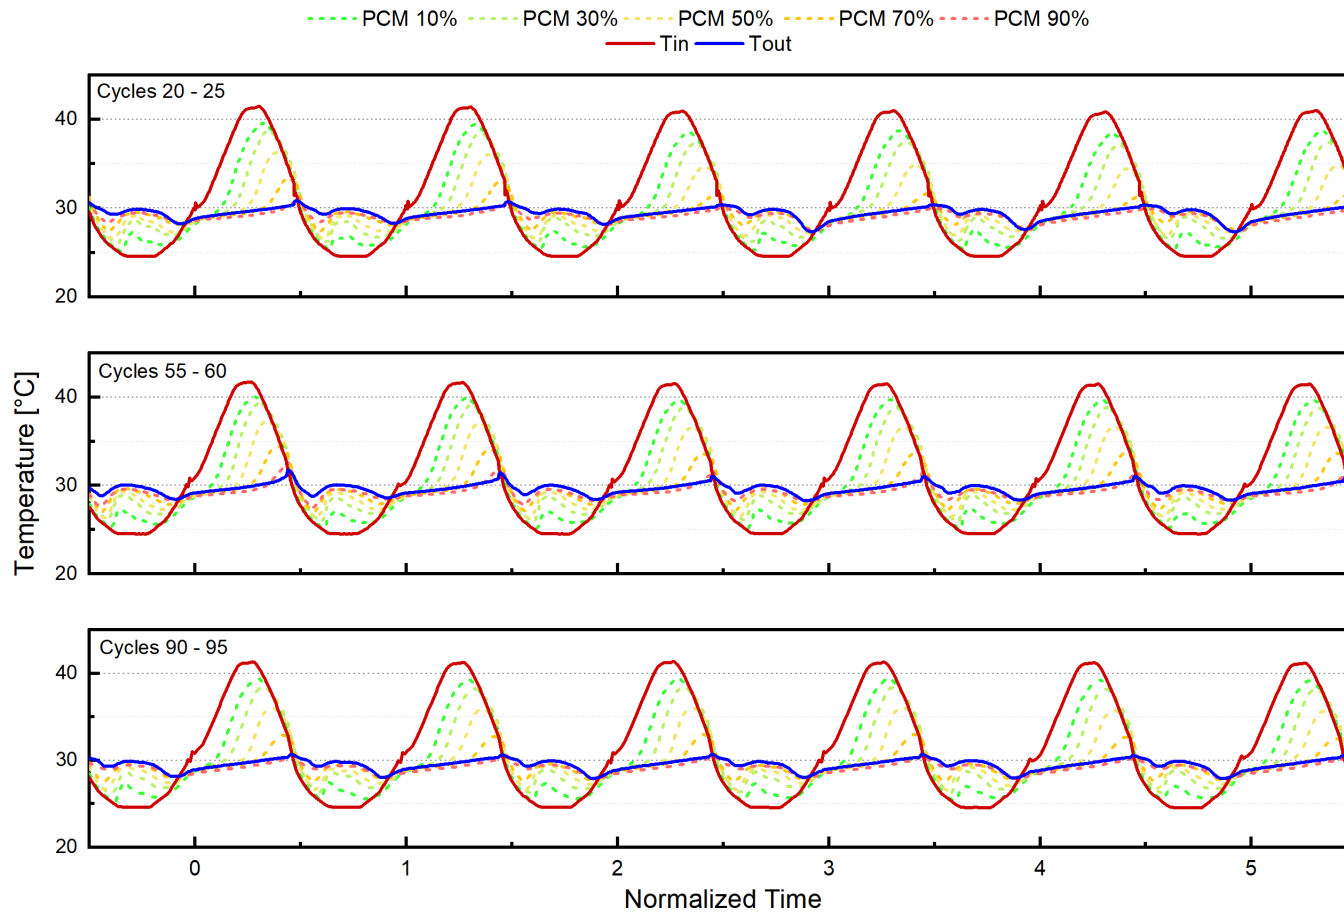 PCM 10% PCM 30% PCM 50% PCM 70% PCM 90%
Tin Tout
Cycles 20 - 25
40
30
20
Cycles 55 - 60
40
30
20
Temperature [°C]
Cycles 90 - 95
40
30
20
0 1 2 3 4 5
Normalized Time